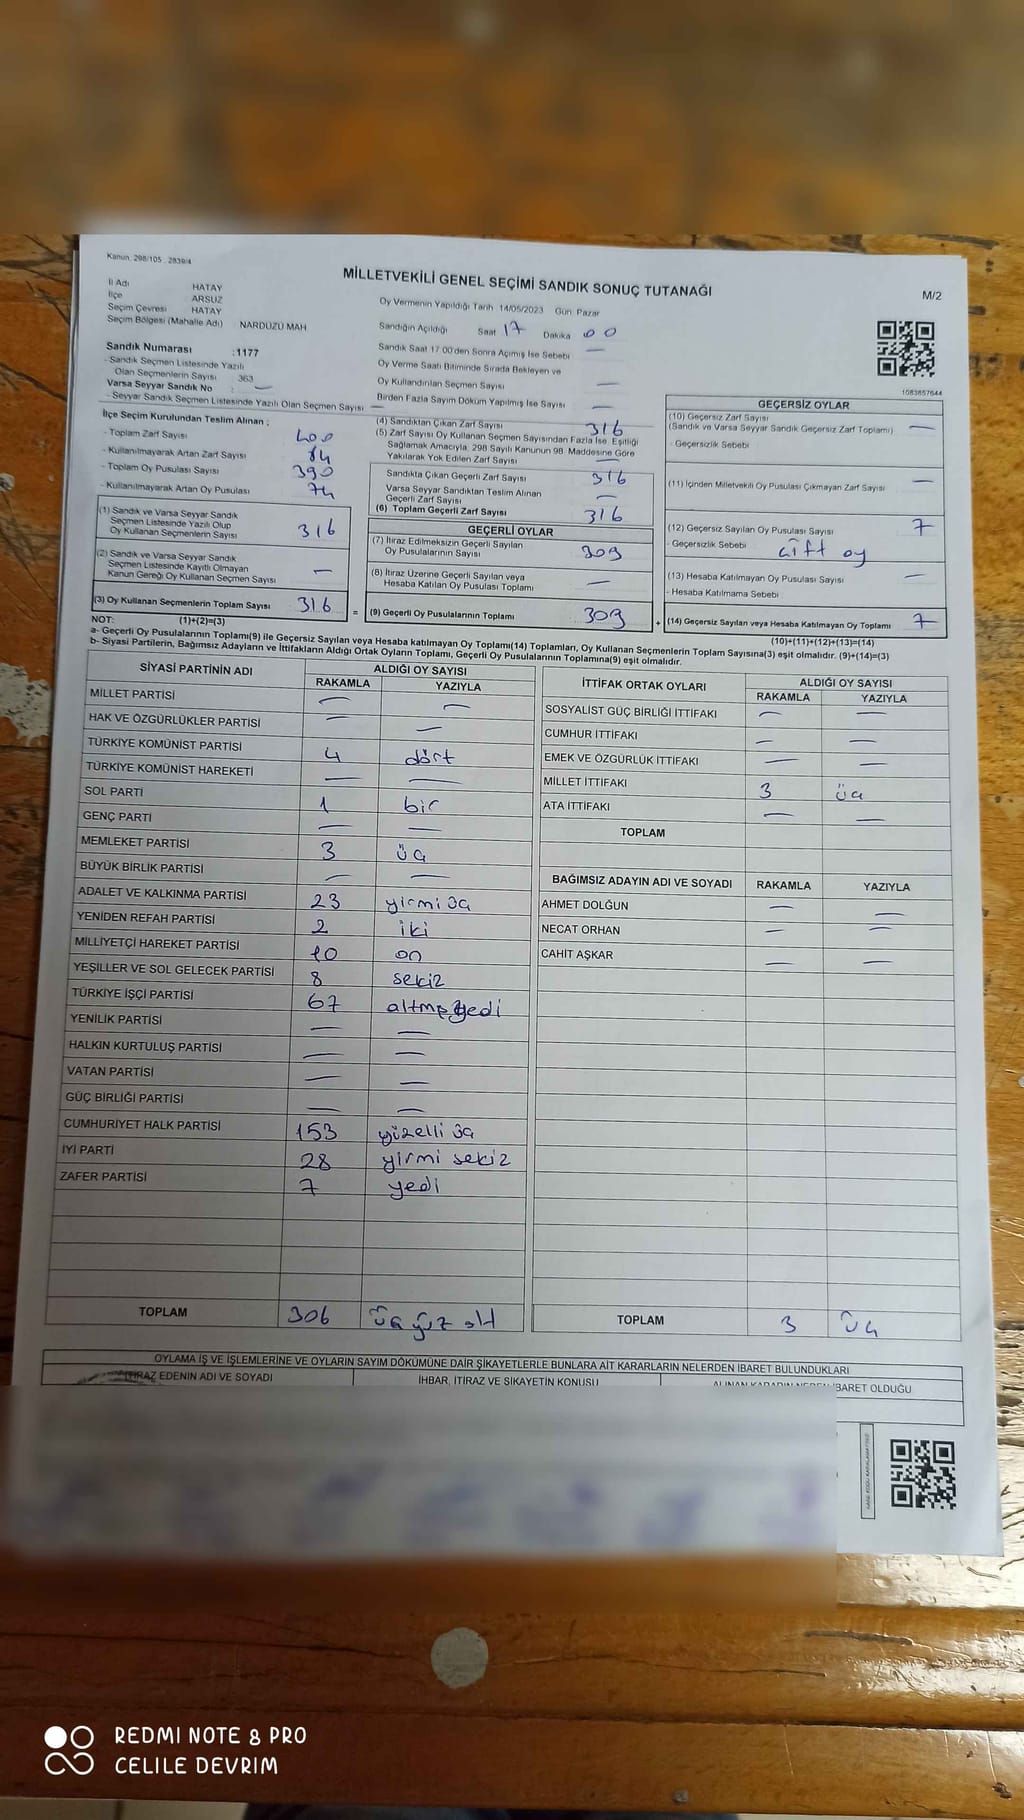 Kanun: 298/105 , 2839/4
MİLLETVEKİLİ GENEL SEÇİMİ SANDIK SONUÇ TUTANAĞI
M/2
İl Adı HATAY
İlçe ARSUZ
Seçim Çevresi HATAY
Seçim Bölgesi (Mahalle Adı) NARDÜZÜ MAH
Oy Vermenin Yapıldığı Tarih 14/05/2023 Gün: Pazar
Sandığın Açıldığı Saat 17 Dakika 00
Sandık Saat 17.00'den Sonra Açımış İse Sebebi —
Oy Verme Saati Bitiminde Sırada Bekleyen ve
Oy Kullandırılan Seçmen Sayısı —
Birden Fazla Sayım Döküm Yapılmış İse Sayısı —
1083657644
Sandık Numarası :1177
- Sandık Seçmen Listesinde Yazılı
Olan Seçmenlerin Sayısı : 363
Varsa Seyyar Sandık No : —
- Seyyar Sandık Seçmen Listesinde Yazılı Olan Seçmen Sayısı —
İlçe Seçim Kurulundan Teslim Alınan ;
- Toplam Zarf Sayısı 400
- Kullanılmayarak Artan Zarf Sayısı 84
- Toplam Oy Pusulası Sayısı 390
- Kullanılmayarak Artan Oy Pusulası 74
(1) Sandık ve Varsa Seyyar Sandık
Seçmen Listesinde Yazılı Olup
Oy Kullanan Seçmenlerin Sayısı 316
(2) Sandık ve Varsa Seyyar Sandık
Seçmen Listesinde Kayıtlı Olmayan
Kanun Gereği Oy Kullanan Seçmen Sayısı —
(3) Oy Kullanan Seçmenlerin Toplam Sayısı 316
(1)+(2)=(3)
(4) Sandıktan Çıkan Zarf Sayısı 316
(5) Zarf Sayısı Oy Kullanan Seçmen Sayısından Fazla İse, Eşitliği
Sağlamak Amacıyla; 298 Sayılı Kanunun 98. Maddesine Göre
Yakılarak Yok Edilen Zarf Sayısı —
Sandıkta Çıkan Geçerli Zarf Sayısı 316
Varsa Seyyar Sandıktan Teslim Alınan
Geçerli Zarf Sayısı —
(6) Toplam Geçerli Zarf Sayısı 316
GEÇERLİ OYLAR
(7) İtiraz Edilmeksizin Geçerli Sayılan
Oy Pusulalarının Sayısı 309
(8) İtiraz Üzerine Geçerli Sayılan veya
Hesaba Katılan Oy Pusulası Toplamı —
= (9) Geçerli Oy Pusulalarının Toplamı 309 +
GEÇERSİZ OYLAR
(10) Geçersiz Zarf Sayısı
(Sandık ve Varsa Seyyar Sandık Geçersiz Zarf Toplamı) —
- Geçersizlik Sebebi
(11) İçinden Milletvekili Oy Pusulası Çıkmayan Zarf Sayısı —
(12) Geçersiz Sayılan Oy Pusulası Sayısı 7
- Geçersizlik Sebebi çift oy
(13) Hesaba Katılmayan Oy Pusulası Sayısı —
- Hesaba Katılmama Sebebi
(14) Geçersiz Sayılan veya Hesaba Katılmayan Oy Toplamı 7
(10)+(11)+(12)+(13)=(14)
NOT:
a- Geçerli Oy Pusulalarının Toplamı(9) ile Geçersiz Sayılan veya Hesaba katılmayan Oy Toplamı(14) Toplamları, Oy Kullanan Seçmenlerin Toplam Sayısına(3) eşit olmalıdır. (9)+(14)=(3)
b- Siyasi Partilerin, Bağımsız Adayların ve İttifakların Aldığı Ortak Oyların Toplamı, Geçerli Oy Pusulalarının Toplamına(9) eşit olmalıdır.
SİYASİ PARTİNİN ADI ALDIĞI OY SAYISI
RAKAMLA YAZIYLA
MİLLET PARTİSİ — —
HAK VE ÖZGÜRLÜKLER PARTİSİ — —
TÜRKİYE KOMÜNİST PARTİSİ 4 dört
TÜRKİYE KOMÜNİST HAREKETİ — —
SOL PARTİ 1 bir
GENÇ PARTİ — —
MEMLEKET PARTİSİ 3 üç
BÜYÜK BİRLİK PARTİSİ — —
ADALET VE KALKINMA PARTİSİ 23 yirmi üç
YENİDEN REFAH PARTİSİ 2 iki
MİLLİYETÇİ HAREKET PARTİSİ 10 on
YEŞİLLER VE SOL GELECEK PARTİSİ 8 sekiz
TÜRKİYE İŞÇİ PARTİSİ 67 altmış yedi
YENİLİK PARTİSİ — —
HALKIN KURTULUŞ PARTİSİ — —
VATAN PARTİSİ — —
GÜÇ BİRLİĞİ PARTİSİ — —
CUMHURİYET HALK PARTİSİ 153 yüzelli üç
İYİ PARTİ 28 yirmi sekiz
ZAFER PARTİSİ 7 yedi
TOPLAM 306 üç yüz altı
İTTİFAK ORTAK OYLARI ALDIĞI OY SAYISI
RAKAMLA YAZIYLA
SOSYALİST GÜÇ BİRLİĞİ İTTİFAKI — —
CUMHUR İTTİFAKI — —
EMEK VE ÖZGÜRLÜK İTTİFAKI — —
MİLLET İTTİFAKI 3 üç
ATA İTTİFAKI — —
TOPLAM
BAĞIMSIZ ADAYIN ADI VE SOYADI RAKAMLA YAZIYLA
AHMET DOLĞUN — —
NECAT ORHAN — —
CAHİT AŞKAR — —
TOPLAM 3 üç
OYLAMA İŞ VE İŞLEMLERİNE VE OYLARIN SAYIM DÖKÜMÜNE DAİR ŞİKAYETLERLE BUNLARA AİT KARARLARIN NELERDEN İBARET BULUNDUKLARI
İTİRAZ EDENİN ADI VE SOYADI İHBAR, İTİRAZ VE ŞİKAYETİN KONUSU ALINAN KARARIN NEDEN İBARET OLDUĞU
REDMI NOTE 8 PRO
CELILE DEVRIM